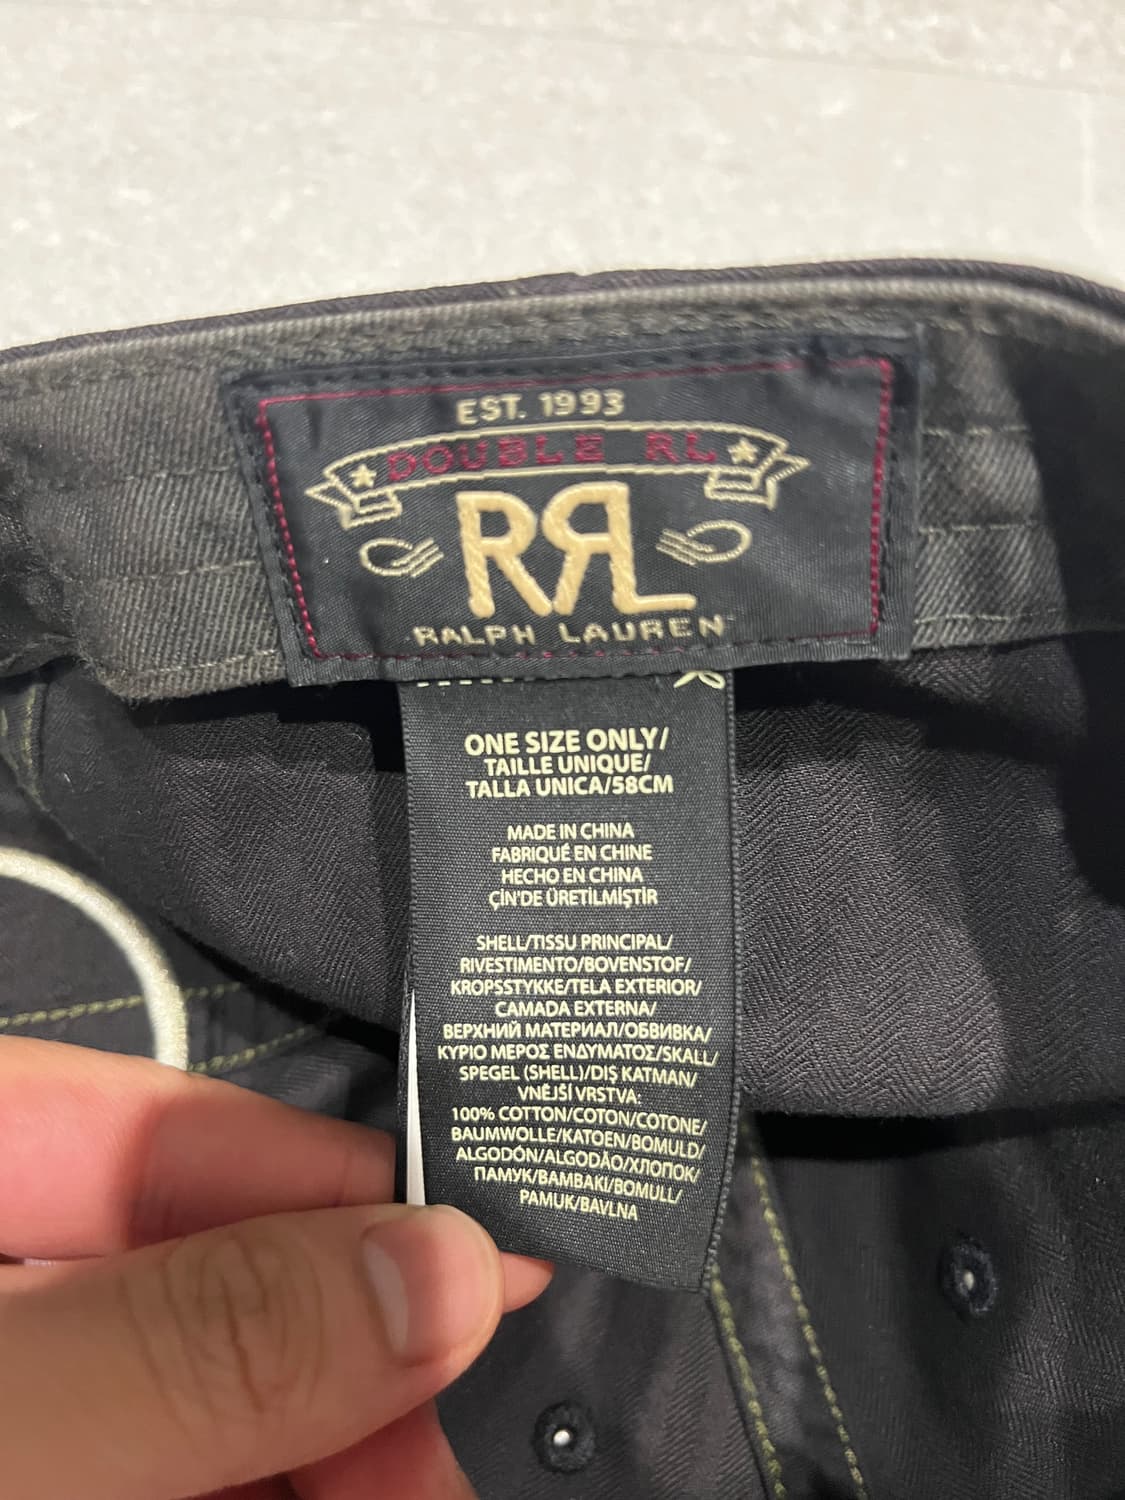 EST. 1993
DOUBLE RL
RRL
RALPH LAUREN
ONE SIZE ONLY/
TAILLE UNIQUE/
TALLA UNICA/58CM
MADE IN CHINA
FABRIQUÉ EN CHINE
HECHO EN CHINA
ÇİN'DE ÜRETİLMİŞTİR
SHELL/TISSU PRINCIPAL/
RIVESTIMENTO/BOVENSTOF/
KROPSSTYKKE/TELA EXTERIOR/
CAMADA EXTERNA/
ВЕРХНИЙ МАТЕРИАЛ/ОБВИВКА/
ΚΥΡΙΟ ΜΕΡΟΣ ΕΝΔΥΜΑΤΟΣ/SKALL/
SPEGEL (SHELL)/DIŞ KATMAN/
VNĚJŠÍ VRSTVA:
100% COTTON/COTON/COTONE/
BAUMWOLLE/KATOEN/BOMULD/
ALGODÓN/ALGODÃO/ХЛОПОК/
ПАМУК/ΒΑΜΒΑΚΙ/BOMULL/
PAMUK/BAVLNA